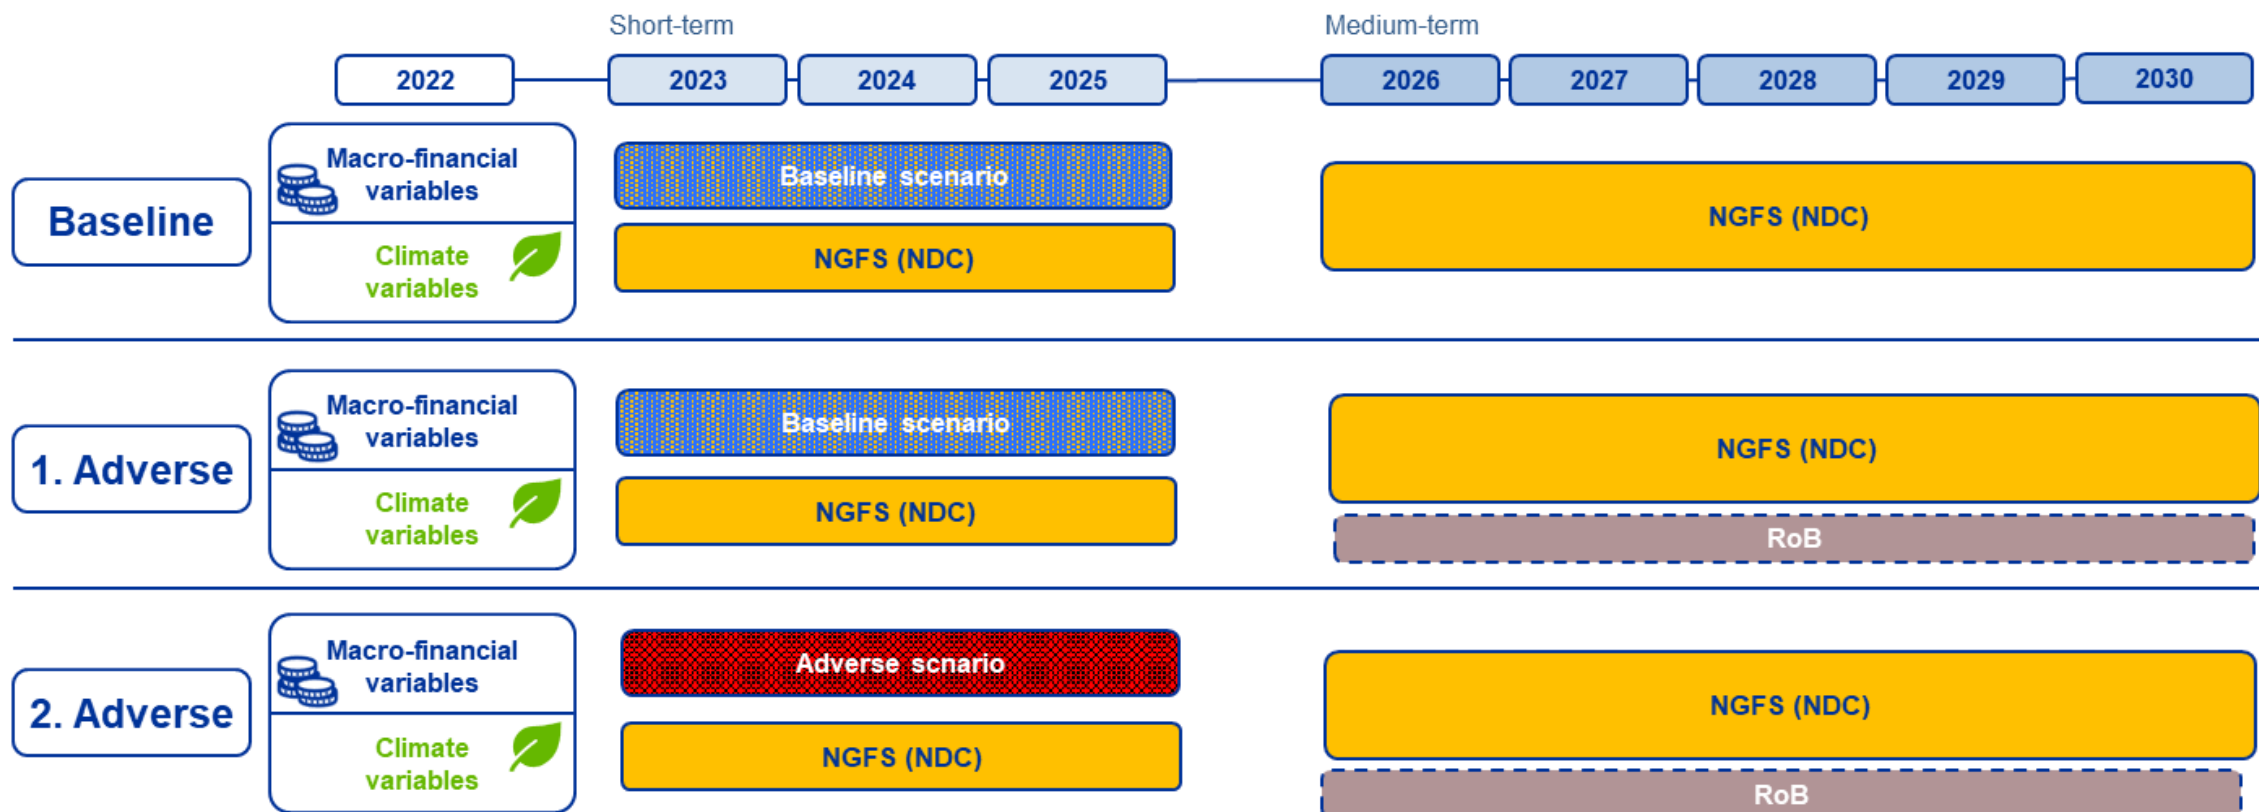 Short-term
Medium-term
2022
2023
2024
2025
2026
2027
2028
2029
2030
Baseline
Macro-financial
variables
Climate
variables
Baseline scenario
NGFS (NDC)
NGFS (NDC)
1. Adverse
Macro-financial
variables
Climate
variables
Baseline scenario
NGFS (NDC)
NGFS (NDC)
RoB
2. Adverse
Macro-financial
variables
Climate
variables
Adverse scnario
NGFS (NDC)
NGFS (NDC)
RoB